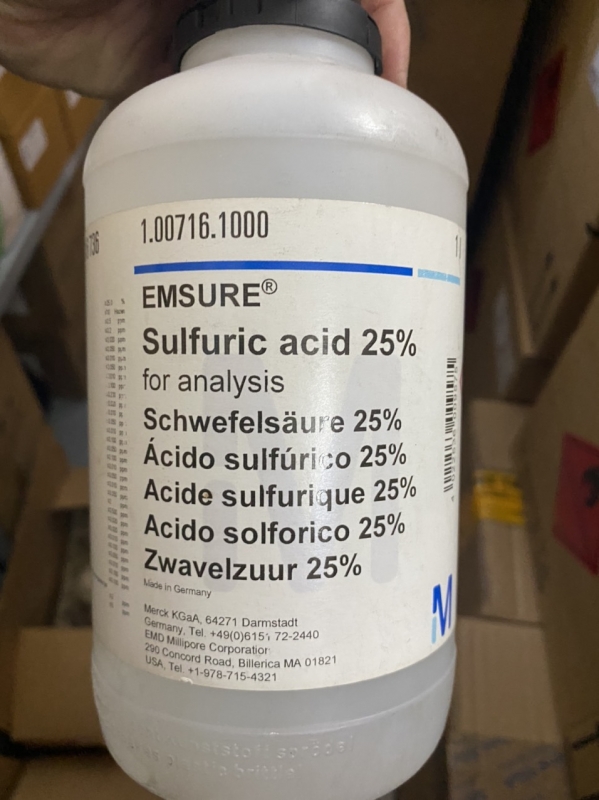 1.00716.1000
EMSURE®
Sulfuric acid 25%
for analysis
Schwefelsäure 25%
Ácido sulfúrico 25%
Acide sulfurique 25%
Acido solforico 25%
Zwavelzuur 25%
Made in Germany
Merck KGaA, 64271 Darmstadt
Germany, Tel. +49(0)6151 72-2440
EMD Millipore Corporation
290 Concord Road, Billerica MA 01821
USA, Tel. +1-978-715-4321
M